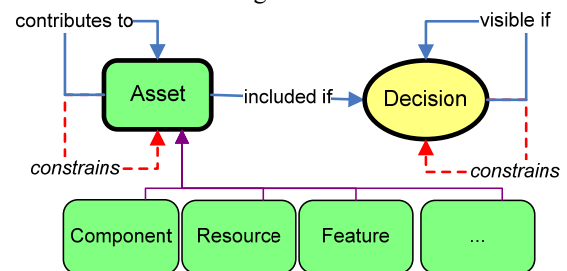 contributes to
visible if
Asset
included if
Decision
constrains
constrains
Component
Resource
Feature
...